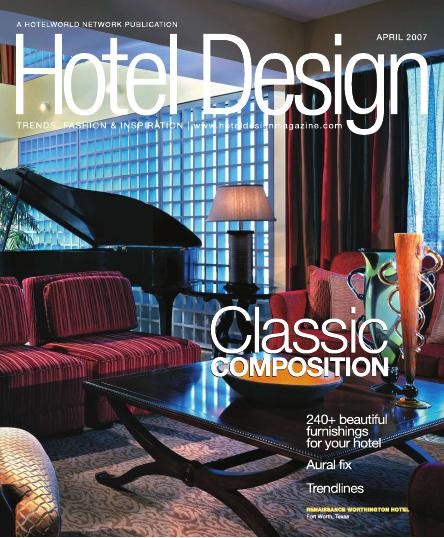 A HOTELWORLD NETWORK PUBLICATION
APRIL 2007
Hotel Design
TRENDS, FASHION & INSPIRATION | www.hoteldesignmagazine.com
Classic
COMPOSITION
240+ beautiful
furnishings
for your hotel
Aural fix
Trendlines
RENAISSANCE WORTHINGTON HOTEL
Fort Worth, Texas